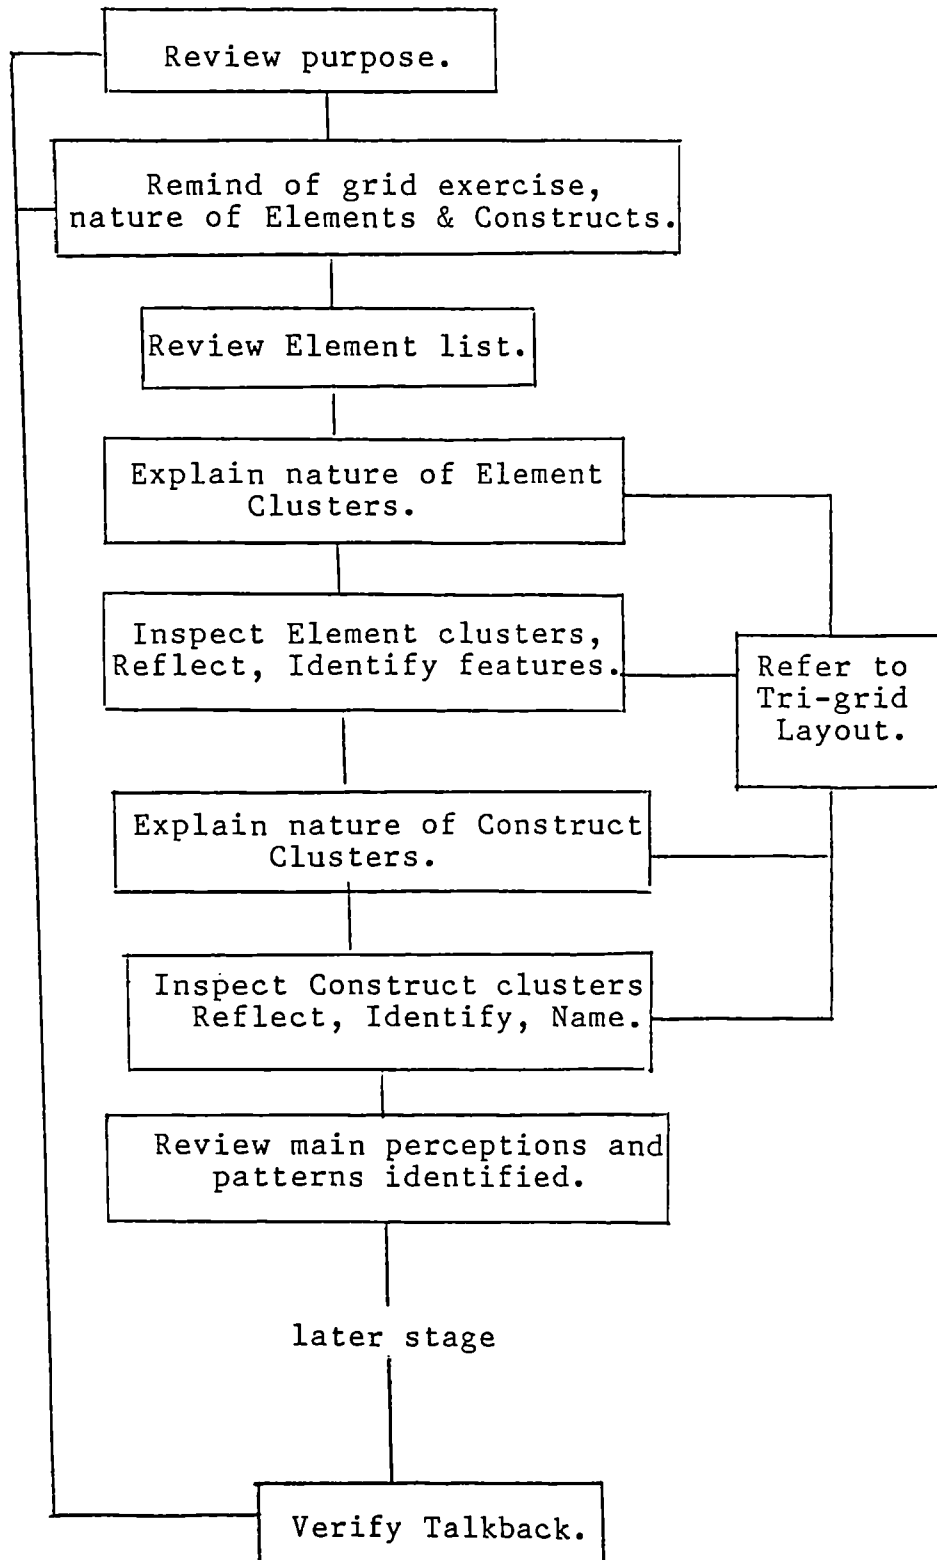 Review purpose.
Remind of grid exercise,
nature of Elements & Constructs.
Review Element list.
Explain nature of Element
Clusters.
Inspect Element clusters,
Reflect, Identify features.
Refer to
Tri-grid
Layout.
Explain nature of Construct
Clusters.
Inspect Construct clusters
Reflect, Identify, Name.
Review main perceptions and
patterns identified.
later stage
Verify Talkback.